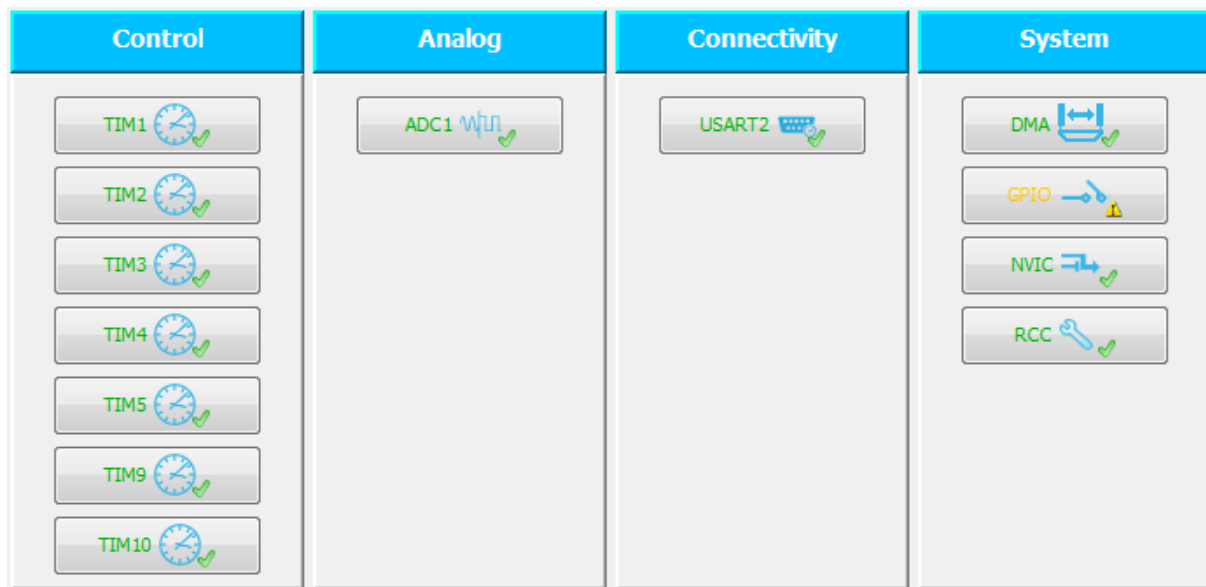 Control
Analog
Connectivity
System
TIM1
TIM2
TIM3
TIM4
TIM5
TIM9
TIM10
ADC1
USART2
DMA
GPIO
NVIC
RCC